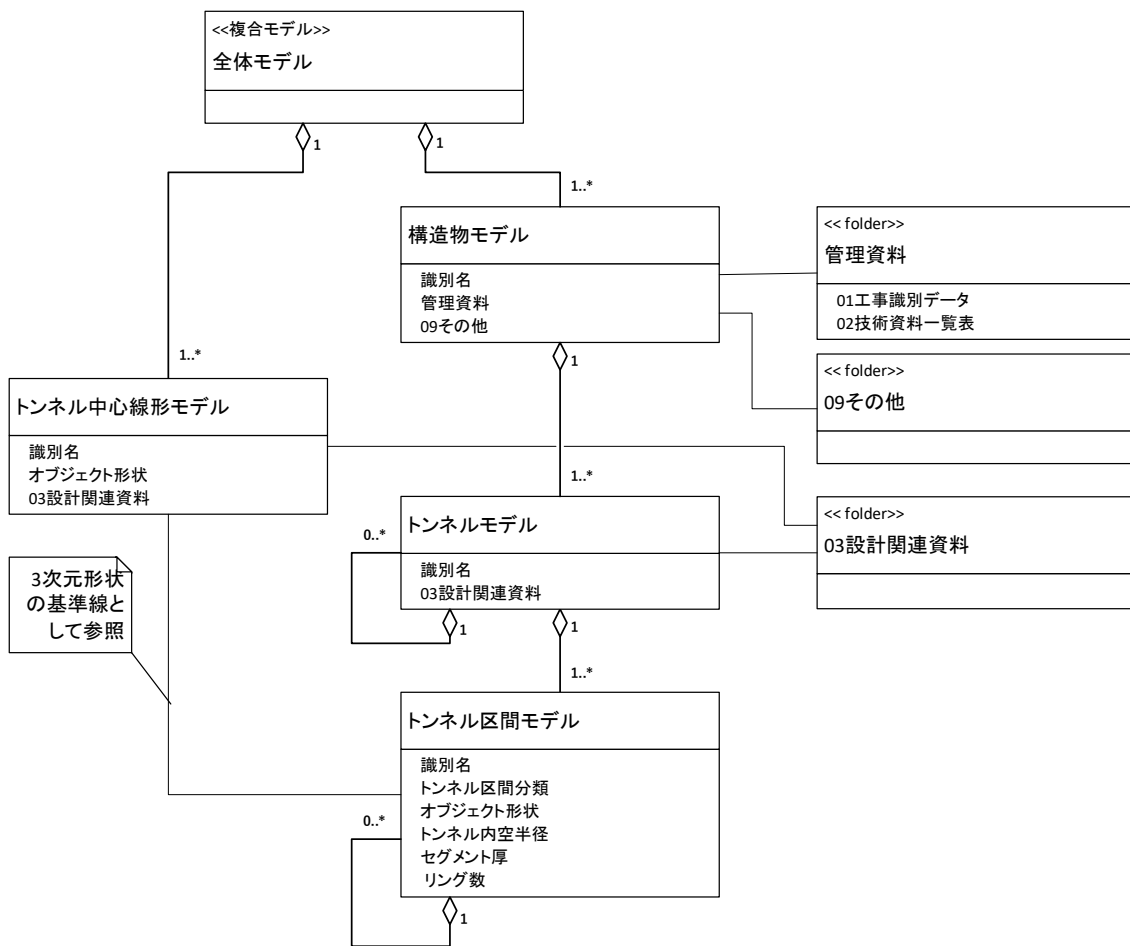 <<複合モデル>>
全体モデル
1
1
1..*
1..*
構造物モデル
識別名
管理資料
09その他
1
<< folder>>
管理資料
01工事識別データ
02技術資料一覧表
<< folder>>
09その他
トンネル中心線形モデル
識別名
オブジェクト形状
03設計関連資料
1..*
0..*
トンネルモデル
識別名
03設計関連資料
1
1
<< folder>>
03設計関連資料
3次元形状
の基準線と
して参照
1..*
トンネル区間モデル
識別名
トンネル区間分類
オブジェクト形状
トンネル内空半径
セグメント厚
リング数
0..*
1